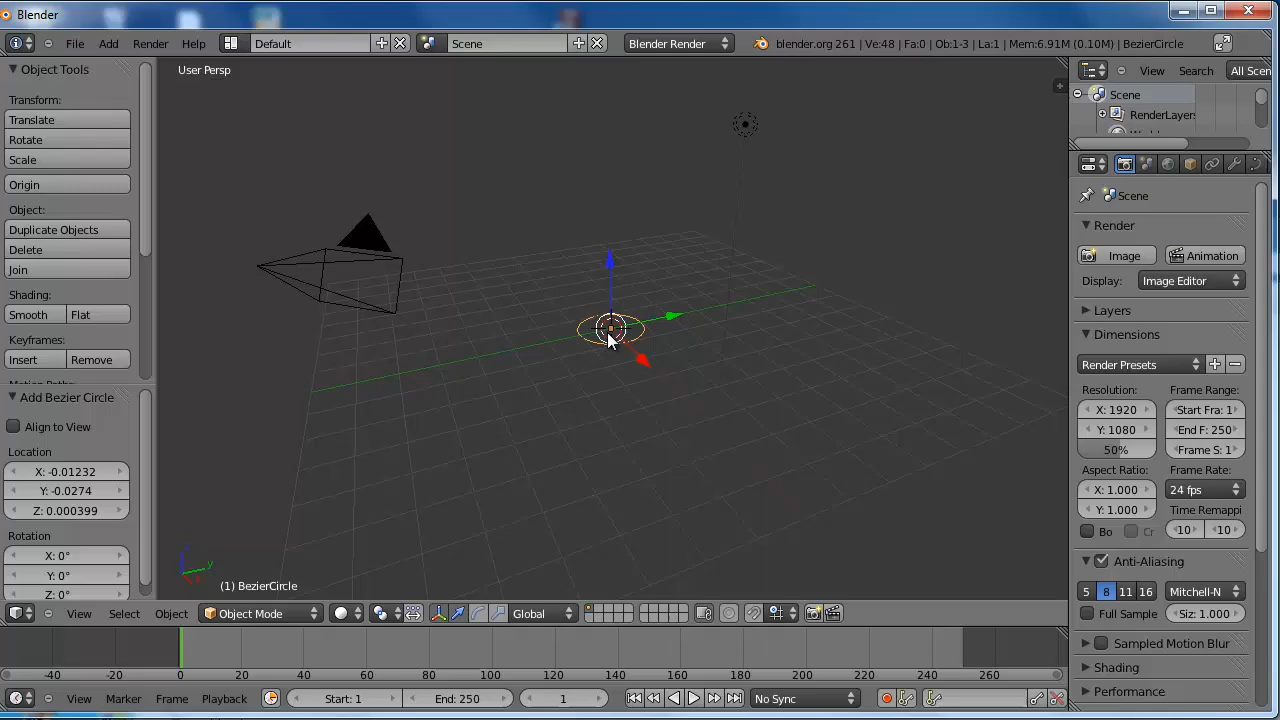 Blender
File Add Render Help Default Scene Blender Render blender.org 261 | Ve:48 | Fa:0 | Ob:1-3 | La:1 | Mem:6.91M (0.10M) | BezierCircle
Object Tools
Transform:
Translate
Rotate
Scale
Origin
Object:
Duplicate Objects
Delete
Join
Shading:
Smooth Flat
Keyframes:
Insert Remove
Add Bezier Circle
Align to View
Location
X: -0.01232
Y: -0.0274
Z: 0.000399
Rotation
X: 0°
Y: 0°
Z: 0°
User Persp
z
y
x
(1) BezierCircle
View Select Object Object Mode Global
-40 -20 0 20 40 60 80 100 120 140 160 180 200 220 240 260
View Marker Frame Playback Start: 1 End: 250 1 No Sync
View Search All Scen
Scene
RenderLayers
Scene
Render
Image Animation
Display: Image Editor
Layers
Dimensions
Render Presets
Resolution: Frame Range:
X: 1920 Start Fra: 1
Y: 1080 End F: 250
50% Frame S: 1
Aspect Ratio: Frame Rate:
X: 1.000 24 fps
Y: 1.000 Time Remappi
Bo Cr 10 10
Anti-Aliasing
5 8 11 16 Mitchell-N
Full Sample Siz: 1.000
Sampled Motion Blur
Shading
Performance